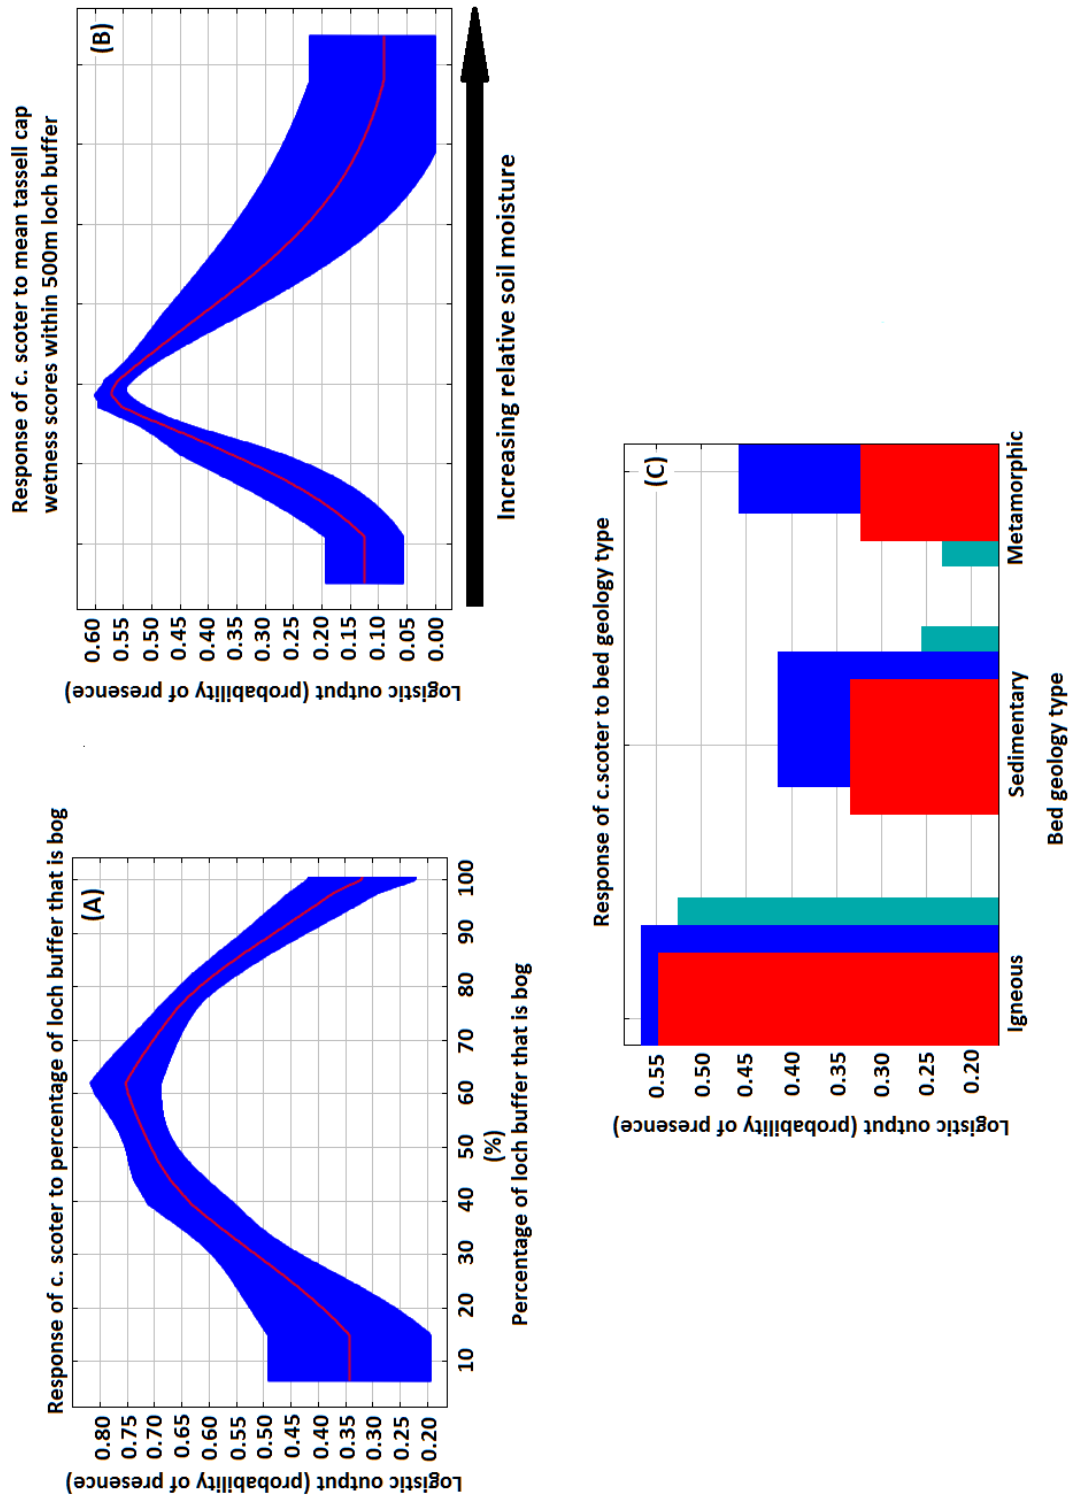 Response of c. scoter to percentage of loch buffer that is bog
(A)
Logistic output (probability of presence)
0.80
0.75
0.70
0.65
0.60
0.55
0.50
0.45
0.40
0.35
0.30
0.25
0.20
10
20
30
40
50
60
70
80
90
100
(%)
Percentage of loch buffer that is bog
Response of c. scoter to mean tassell cap
wetness scores within 500m loch buffer
(B)
Logistic output (probability of presence)
0.60
0.55
0.50
0.45
0.40
0.35
0.30
0.25
0.20
0.15
0.10
0.05
0.00
Increasing relative soil moisture
Response of c.scoter to bed geology type
(C)
Logistic output (probability of presence)
0.55
0.50
0.45
0.40
0.35
0.30
0.25
0.20
Igneous
Sedimentary
Metamorphic
Bed geology type